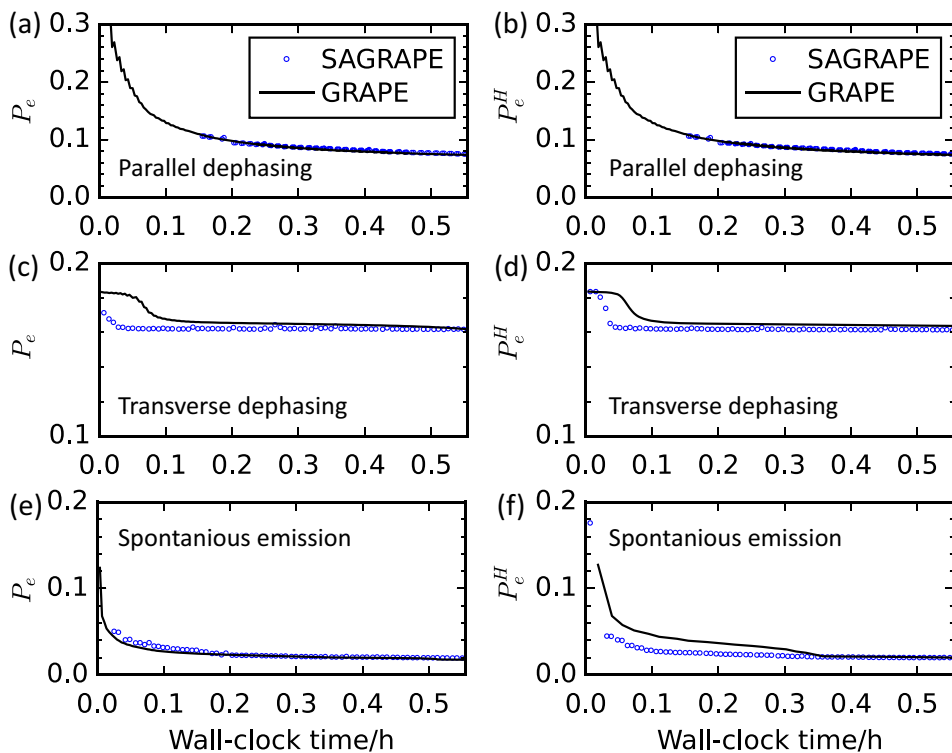 (a)
0.3
0.2
0.1
0.0
P_e
SAGRAPE
GRAPE
Parallel dephasing
0.0 0.1 0.2 0.3 0.4 0.5
(b)
0.3
0.2
0.1
0.0
P_e^H
SAGRAPE
GRAPE
Parallel dephasing
0.0 0.1 0.2 0.3 0.4 0.5
(c)
0.2
0.1
P_e
Transverse dephasing
0.0 0.1 0.2 0.3 0.4 0.5
(d)
0.2
0.1
P_e^H
Transverse dephasing
0.0 0.1 0.2 0.3 0.4 0.5
(e)
0.2
0.1
0.0
P_e
Spontanious emission
0.0 0.1 0.2 0.3 0.4 0.5
Wall-clock time/h
(f)
0.2
0.1
0.0
P_e^H
Spontanious emission
0.0 0.1 0.2 0.3 0.4 0.5
Wall-clock time/h